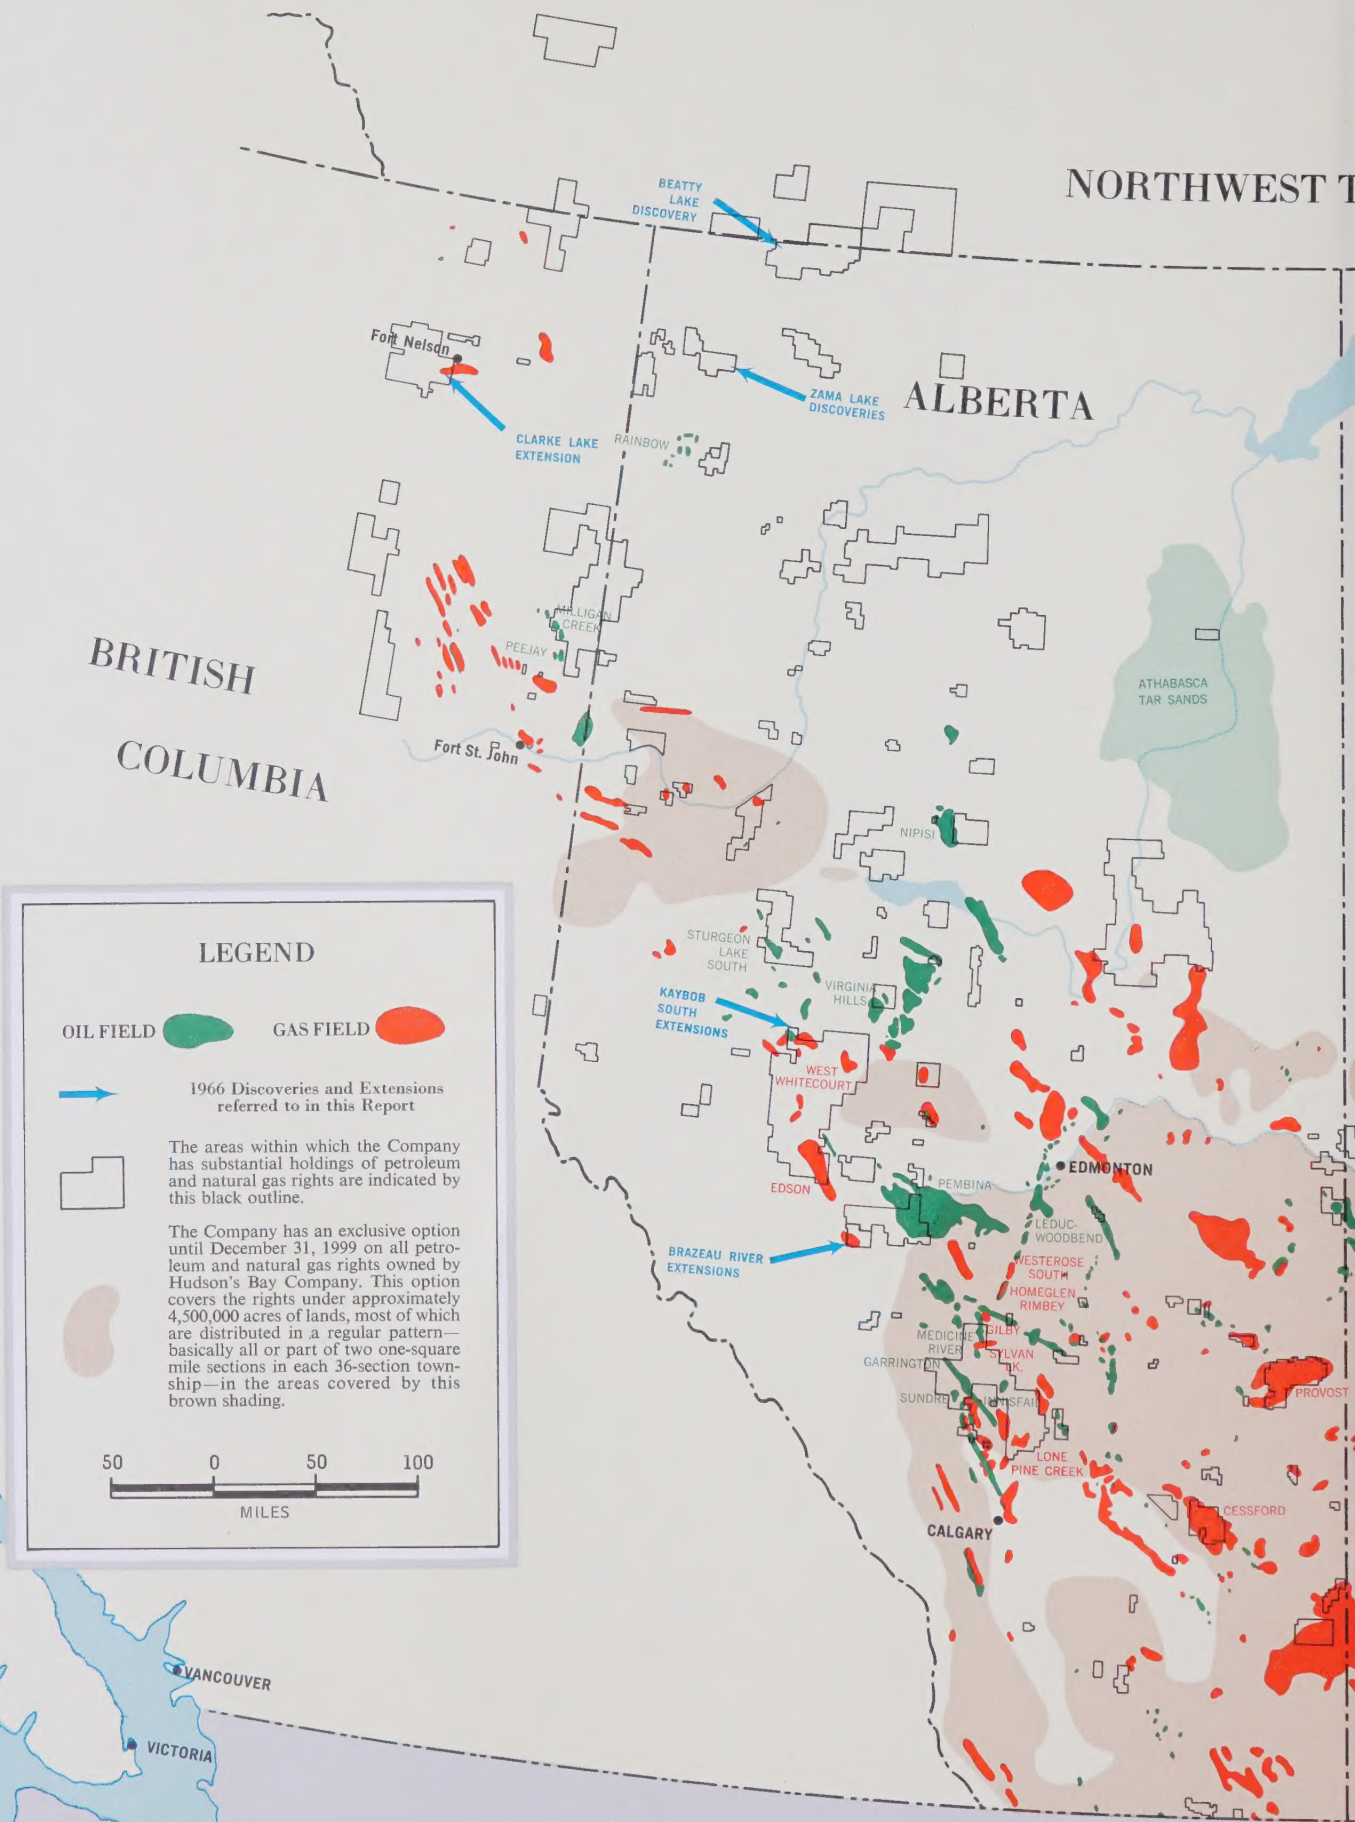 NORTHWEST T
BEATTY
LAKE
DISCOVERY
Fort Nelson
ZAMA LAKE
DISCOVERIES
ALBERTA
CLARKE LAKE
EXTENSION
RAINBOW
MILLIGAN
CREEK
PEEJAY
BRITISH
COLUMBIA
ATHABASCA
TAR SANDS
Fort St. John
NIPISI
STURGEON
LAKE
SOUTH
VIRGINIA
HILLS
KAYBOB
SOUTH
EXTENSIONS
WEST
WHITECOURT
EDSON
PEMBINA
EDMONTON
LEDUC-
WOODBEND
BRAZEAU RIVER
EXTENSIONS
WESTEROSE
SOUTH
HOMEGLEN
RIMBEY
GILBY
MEDICINE
RIVER
SYLVAN
LK.
GARRINGTON
SUNDRE
INNISFAIL
PROVOST
LONE
PINE CREEK
CESSFORD
CALGARY
LEGEND
OIL FIELD
GAS FIELD
1966 Discoveries and Extensions
referred to in this Report
The areas within which the Company
has substantial holdings of petroleum
and natural gas rights are indicated by
this black outline.
The Company has an exclusive option
until December 31, 1999 on all petro-
leum and natural gas rights owned by
Hudson's Bay Company. This option
covers the rights under approximately
4,500,000 acres of lands, most of which
are distributed in a regular pattern—
basically all or part of two one-square
mile sections in each 36-section town-
ship—in the areas covered by this
brown shading.
50 0 50 100
MILES
VANCOUVER
VICTORIA